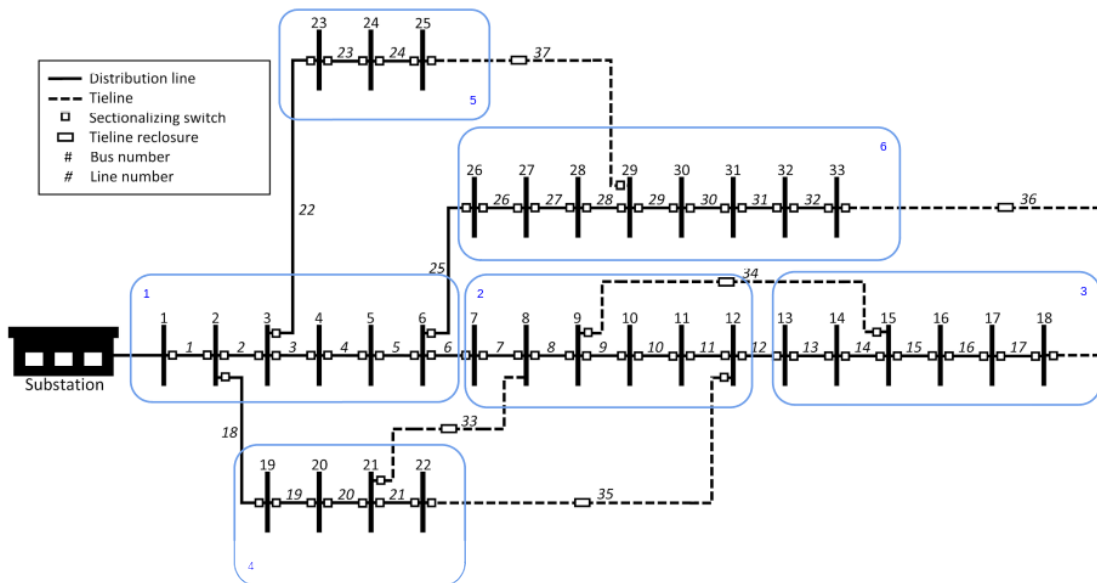 23 24 25
23 24 37
5
Distribution line
Tieline
Sectionalizing switch
Tieline reclosure
# Bus number
# Line number
6
26 27 28 29 30 31 32 33
26 27 28 29 30 31 32 36
22
25
1 2 34 3
1 2 3 4 5 6 7 8 9 10 11 12 13 14 15 16 17 18
1 2 3 4 5 6 7 8 9 10 11 12 13 14 15 16 17
Substation
18 33
19 20 21 22
19 20 21 35
4